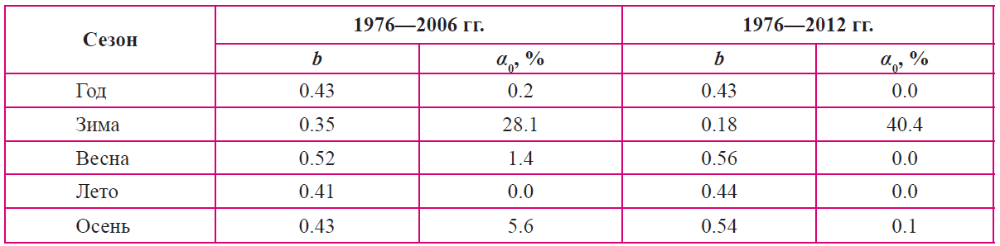 Сезон 1976—2006 гг. 1976—2012 гг.
b α0, % b α0, %
Год 0.43 0.2 0.43 0.0
Зима 0.35 28.1 0.18 40.4
Весна 0.52 1.4 0.56 0.0
Лето 0.41 0.0 0.44 0.0
Осень 0.43 5.6 0.54 0.1